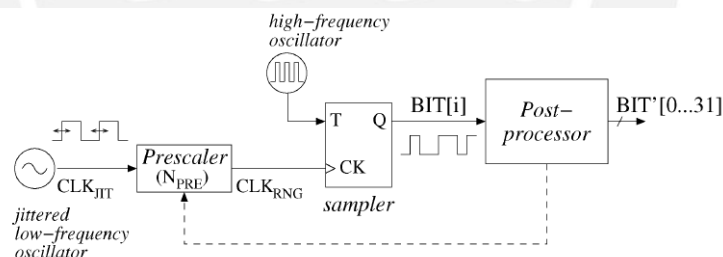 high-frequency
oscillator
BIT[i]
Post-
processor
BIT'[0...31]
T
Q
CK
sampler
Prescaler
(N_PRE)
CLK_JIT
CLK_RNG
jittered
low-frequency
oscillator